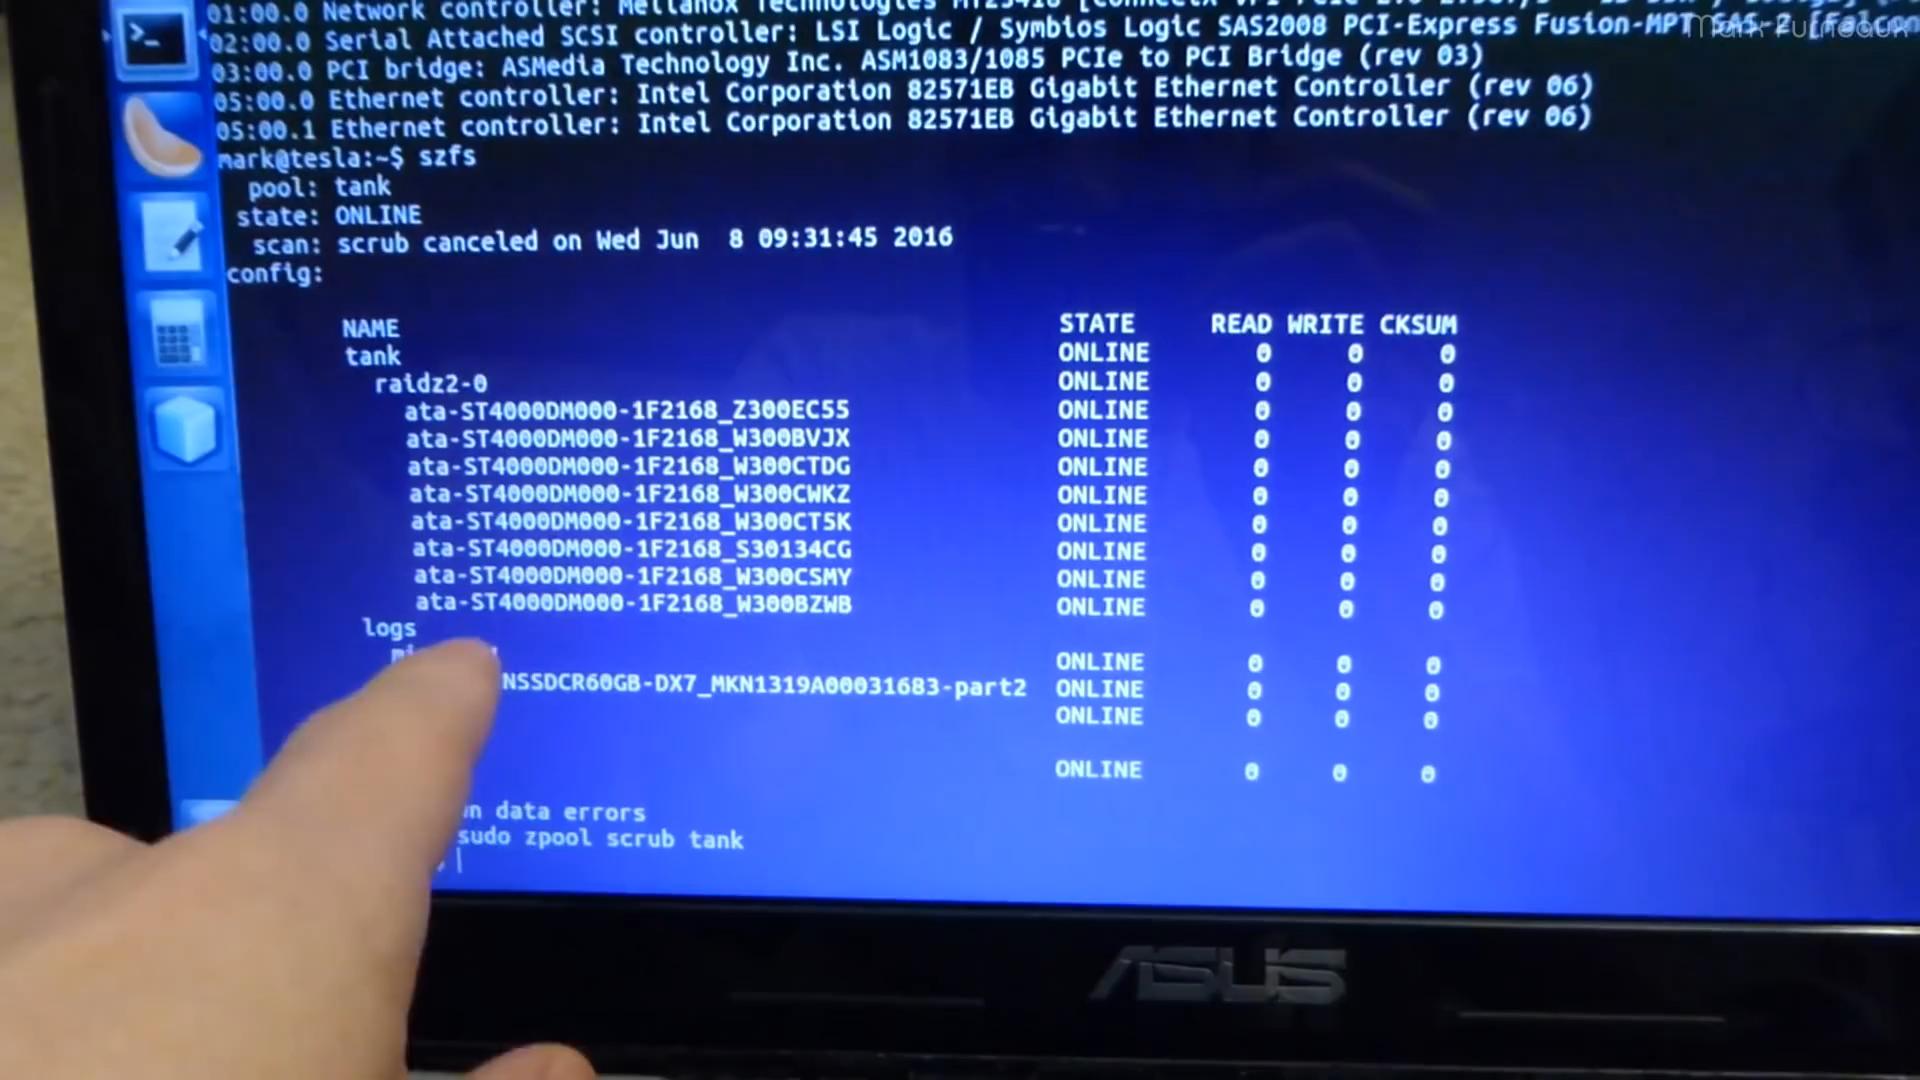 01:00.0 Network controller: Mellanox Technologies MT25418 [ConnectX VPI PCIe 2.0
02:00.0 Serial Attached SCSI controller: LSI Logic / Symbios Logic SAS2008 PCI-Express Fusion-MPT SAS-2 [Falcon
Mark Furneaux
03:00.0 PCI bridge: ASMedia Technology Inc. ASM1083/1085 PCIe to PCI Bridge (rev 03)
05:00.0 Ethernet controller: Intel Corporation 82571EB Gigabit Ethernet Controller (rev 06)
05:00.1 Ethernet controller: Intel Corporation 82571EB Gigabit Ethernet Controller (rev 06)
mark@tesla:~$ szfs
pool: tank
state: ONLINE
scan: scrub canceled on Wed Jun 8 09:31:45 2016
config:
NAME STATE READ WRITE CKSUM
tank ONLINE 0 0 0
raidz2-0 ONLINE 0 0 0
ata-ST4000DM000-1F2168_Z300EC55 ONLINE 0 0 0
ata-ST4000DM000-1F2168_W300BVJX ONLINE 0 0 0
ata-ST4000DM000-1F2168_W300CTDG ONLINE 0 0 0
ata-ST4000DM000-1F2168_W300CWKZ ONLINE 0 0 0
ata-ST4000DM000-1F2168_W300CT5K ONLINE 0 0 0
ata-ST4000DM000-1F2168_S30134CG ONLINE 0 0 0
ata-ST4000DM000-1F2168_W300CSMY ONLINE 0 0 0
ata-ST4000DM000-1F2168_W300BZWB ONLINE 0 0 0
logs
ONLINE 0 0 0
NSSDCR60GB-DX7_MKN1319A00031683-part2 ONLINE 0 0 0
ONLINE 0 0 0
ONLINE 0 0 0
n data errors
sudo zpool scrub tank
ASUS